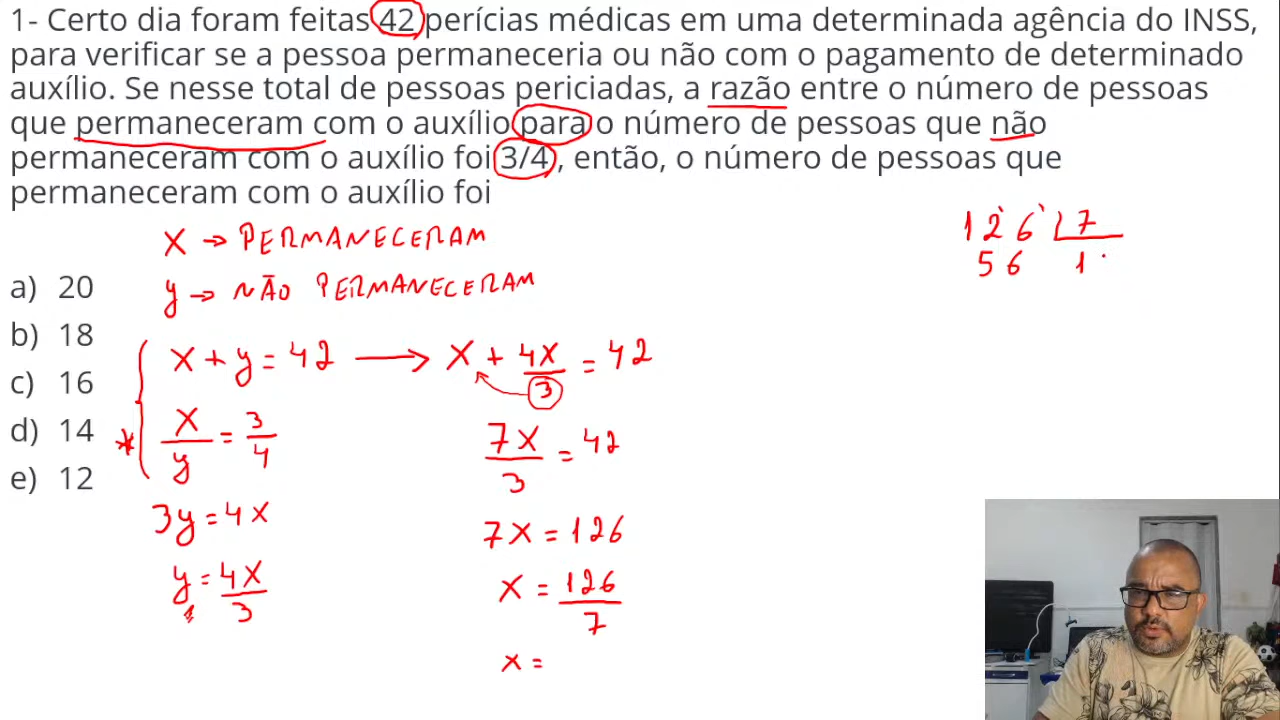 1- Certo dia foram feitas 42 perícias médicas em uma determinada agência do INSS,
para verificar se a pessoa permaneceria ou não com o pagamento de determinado
auxílio. Se nesse total de pessoas periciadas, a razão entre o número de pessoas
que permaneceram com o auxílio para o número de pessoas que não
permaneceram com o auxílio foi 3/4 , então, o número de pessoas que
permaneceram com o auxílio foi
X → PERMANECERAM
y → NÃO PERMANECERAM
a) 20
b) 18
c) 16
d) 14
e) 12
X + y = 42 → X + 4X/3 = 42
* X/y = 3/4
3y = 4X
y = 4X/3
7X/3 = 42
7X = 126
X = 126/7
x =
126 7
56 1